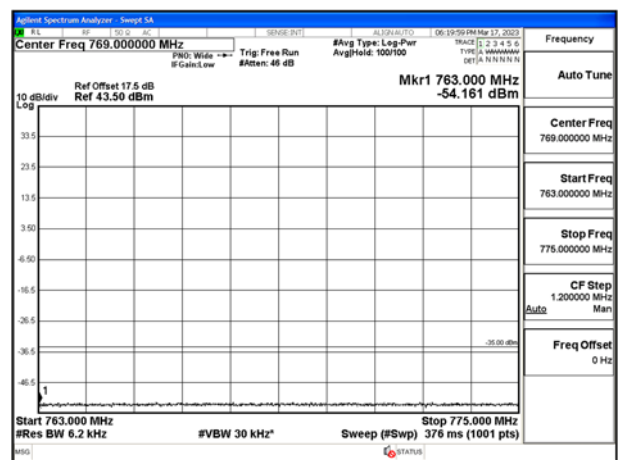 Agilent Spectrum Analyzer - Swept SA
RL RF 50 Ω AC SENSE:INT ALIGNAUTO 06:19:59 PM Mar 17, 2023
Center Freq 769.000000 MHz
PNO: Wide
IFGain:Low
Trig: Free Run
#Atten: 46 dB
#Avg Type: Log-Pwr
Avg|Hold: 100/100
TRACE 1 2 3 4 5 6
TYPE A WWWWW
DET A N N N N N
Frequency
Auto Tune
Ref Offset 17.5 dB
10 dB/div Ref 43.50 dBm
Log
Mkr1 763.000 MHz
-54.161 dBm
33.5
23.5
13.5
3.50
-6.50
-16.5
-26.5
-36.5
-46.5
-35.00 dBm
1
Center Freq
769.000000 MHz
Start Freq
763.000000 MHz
Stop Freq
775.000000 MHz
CF Step
1.200000 MHz
Auto Man
Freq Offset
0 Hz
Start 763.000 MHz Stop 775.000 MHz
#Res BW 6.2 kHz #VBW 30 kHz* Sweep (#Swp) 376 ms (1001 pts)
MSG STATUS